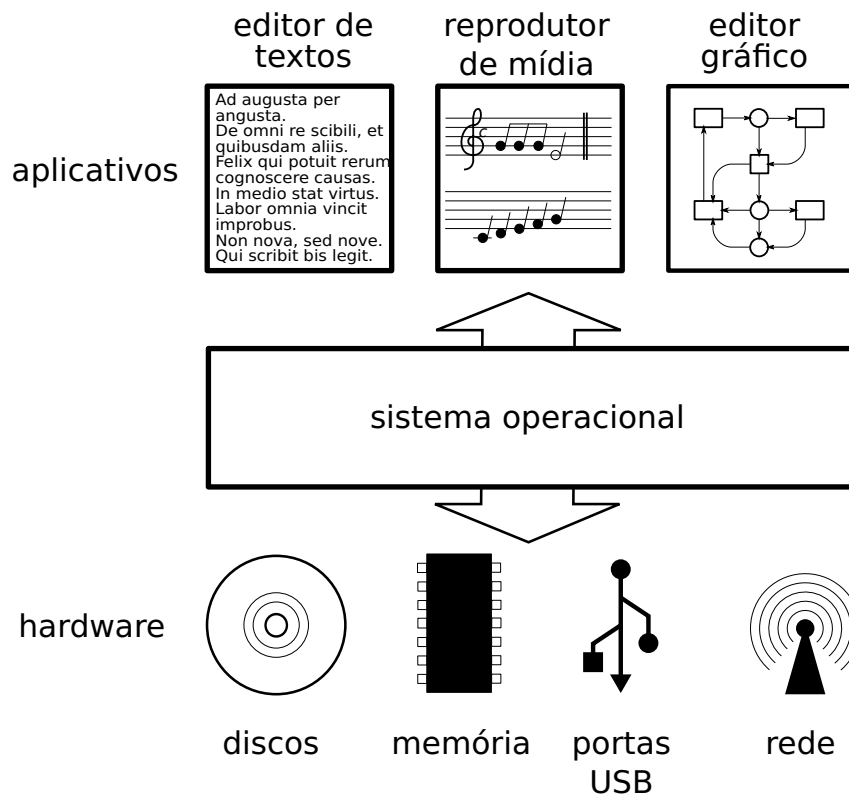 editor de
textos
reprodutor
de mídia
editor
gráfico
aplicativos
Ad augusta per
angusta.
De omni re scibili, et
quibusdam aliis.
Felix qui potuit rerum
cognoscere causas.
In medio stat virtus.
Labor omnia vincit
improbus.
Non nova, sed nove.
Qui scribit bis legit.
c
sistema operacional
hardware
discos
memória
portas
USB
rede